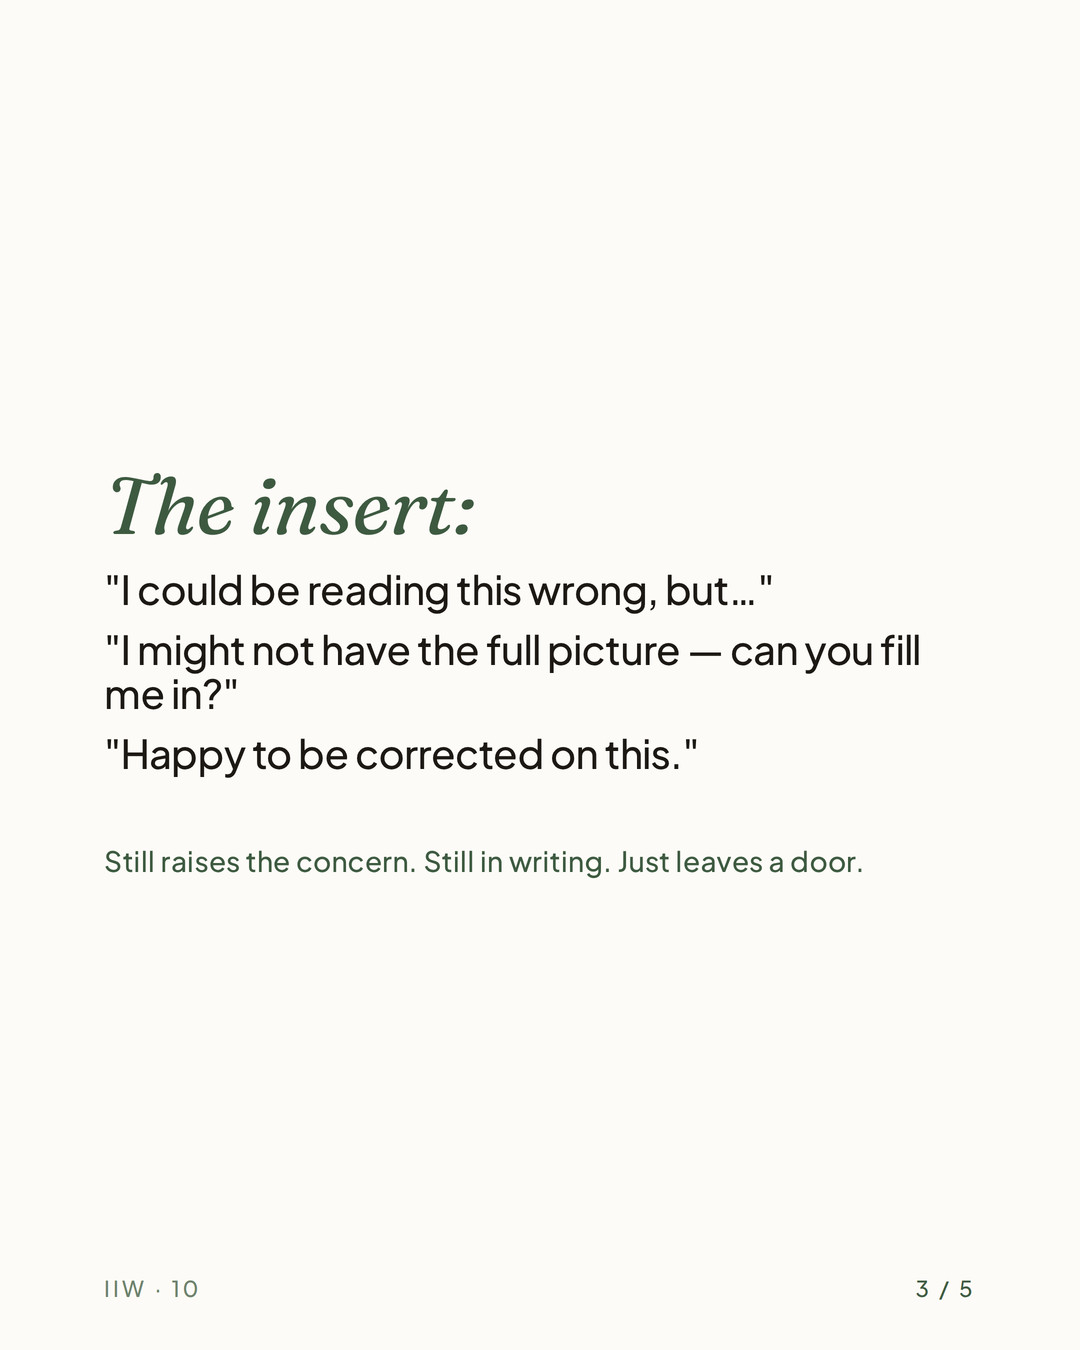 The insert:
"I could be reading this wrong, but…"
"I might not have the full picture — can you fill
me in?"
"Happy to be corrected on this."
Still raises the concern. Still in writing. Just leaves a door.
IIW · 10
3 / 5